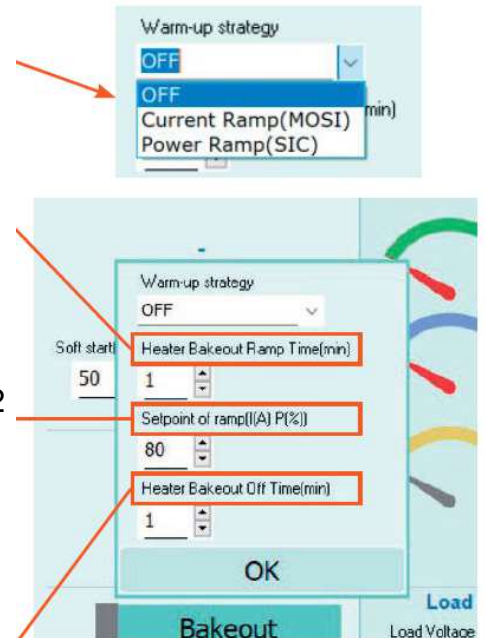 Warm-up strategy
OFF
OFF
Current Ramp(MOSI)
min)
Power Ramp(SIC)
-
Warm-up strategy
OFF
Soft start(
Heater Bakeout Ramp Time(min)
50
1
2
Setpoint of ramp(I(A) P(%))
80
Heater Bakeout Off Time(min)
1
OK
Load
Bakeout
Load Voltage